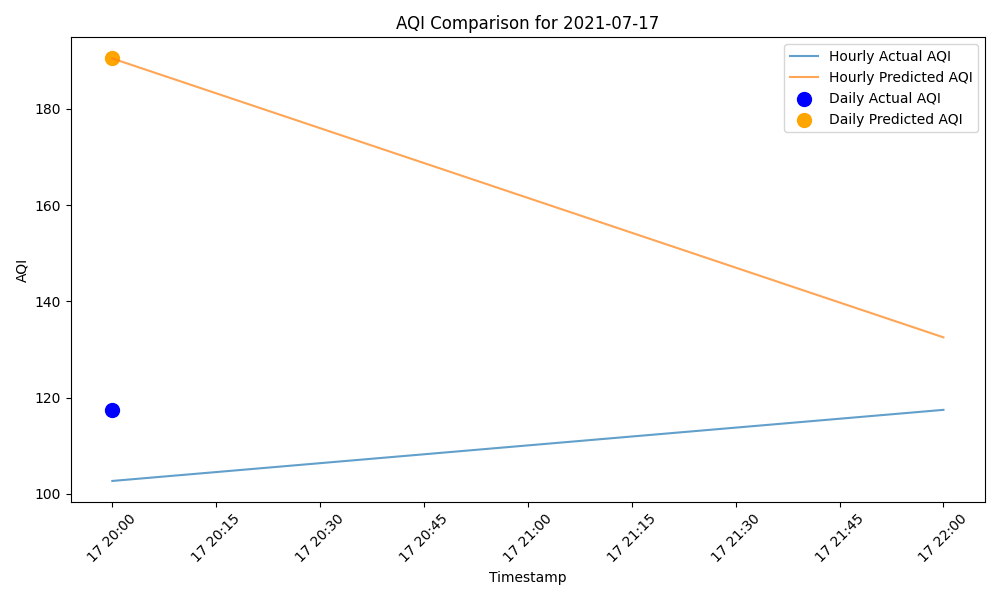 AQI Comparison for 2021-07-17
Hourly Actual AQI
Hourly Predicted AQI
Daily Actual AQI
Daily Predicted AQI
AQI
180
160
140
120
100
17 20:00
17 20:15
17 20:30
17 20:45
17 21:00
17 21:15
17 21:30
17 21:45
17 22:00
Timestamp